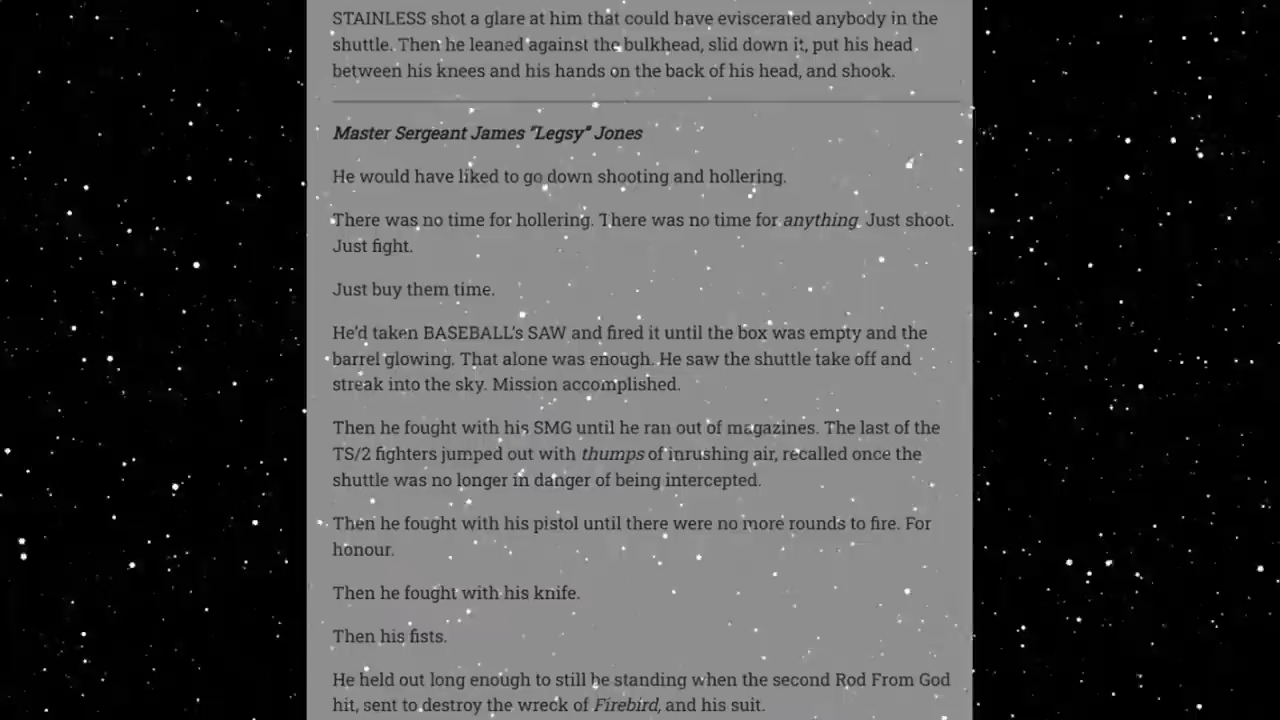 STAINLESS shot a glare at him that could have eviscerated anybody in the
shuttle. Then he leaned against the bulkhead, slid down it, put his head
between his knees and his hands on the back of his head, and shook.
Master Sergeant James "Legsy" Jones
He would have liked to go down shooting and hollering.
There was no time for hollering. There was no time for anything. Just shoot.
Just fight.
Just buy them time.
He'd taken BASEBALL's SAW and fired it until the box was empty and the
barrel glowing. That alone was enough. He saw the shuttle take off and
streak into the sky. Mission accomplished.
Then he fought with his SMG until he ran out of magazines. The last of the
TS/2 fighters jumped out with thumps of inrushing air, recalled once the
shuttle was no longer in danger of being intercepted.
Then he fought with his pistol until there were no more rounds to fire. For
honour.
Then he fought with his knife.
Then his fists.
He held out long enough to still be standing when the second Rod From God
hit, sent to destroy the wreck of Firebird, and his suit.